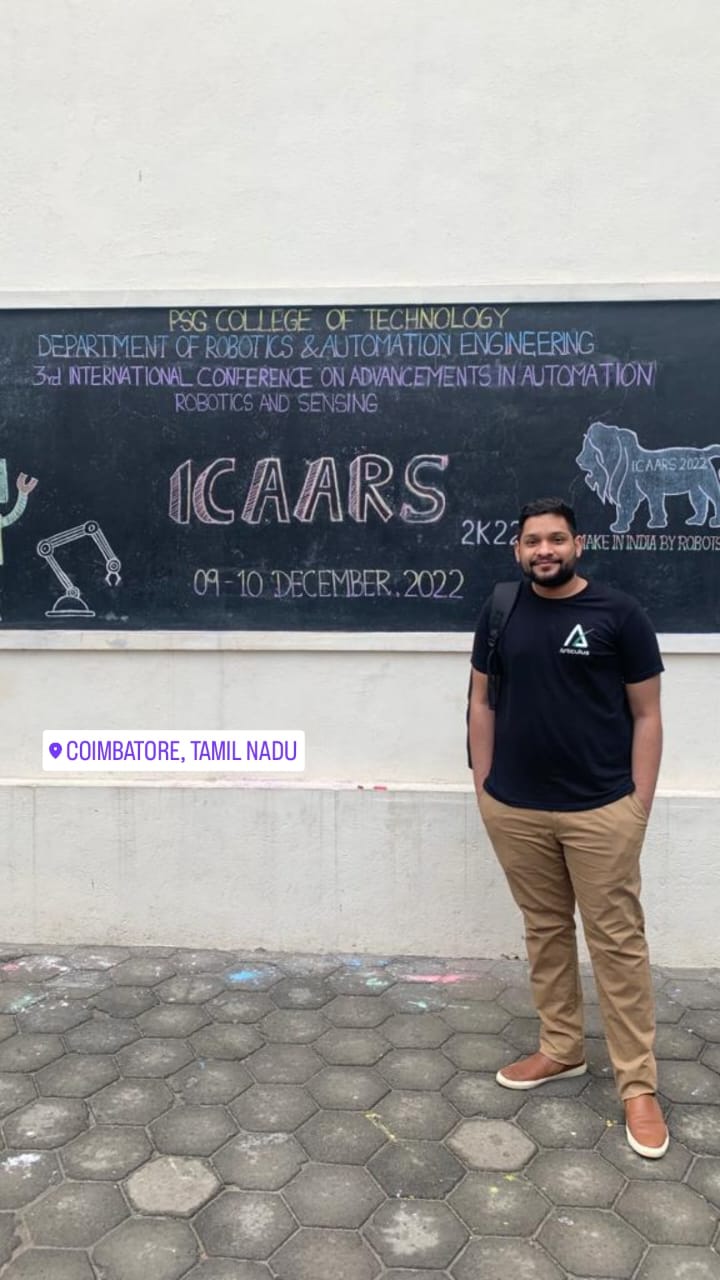 PSG COLLEGE OF TECHNOLOGY
DEPARTMENT OF ROBOTICS & AUTOMATION ENGINEERING
3rd INTERNATIONAL CONFERENCE ON ADVANCEMENTS IN AUTOMATION
ROBOTICS AND SENSING
ICAARS
2K22
ICAARS 2022
MAKE IN INDIA BY ROBOTS
09-10 DECEMBER.2022
Articulus
COIMBATORE, TAMIL NADU